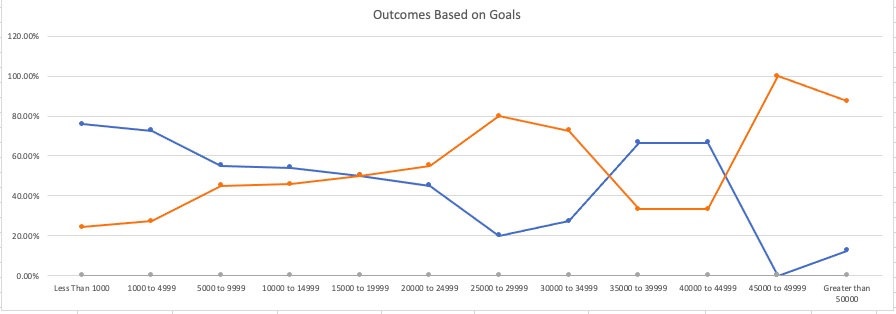 Outcomes Based on Goals
120.00%
100.00%
80.00%
60.00%
40.00%
20.00%
0.00%
Less Than 1000
1000 to 4999
5000 to 9999
10000 to 14999
15000 to 19999
20000 to 24999
25000 to 29999
30000 to 34999
35000 to 39999
40000 to 44999
45000 to 49999
Greater than
50000